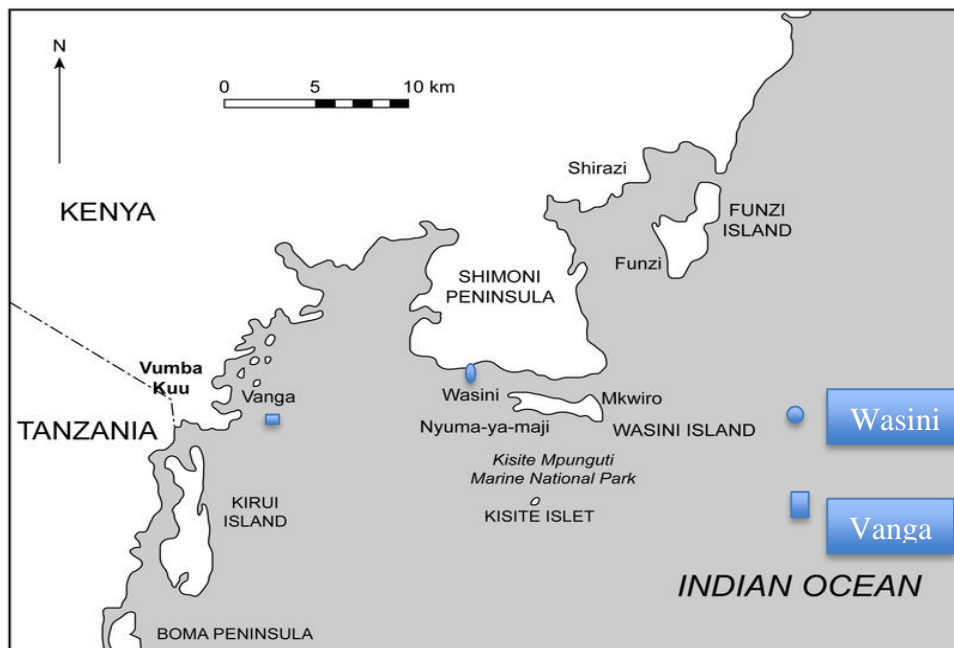 N
0 5 10 km
Shirazi
KENYA
FUNZI
ISLAND
Funzi
SHIMONI
PENINSULA
Vumba
Kuu
Vanga
Wasini
Mkwiro
Wasini
TANZANIA
Nyuma-ya-maji
WASINI ISLAND
Kisite Mpunguti
Marine National Park
KISITE ISLET
KIRUI
ISLAND
Vanga
INDIAN OCEAN
BOMA PENINSULA